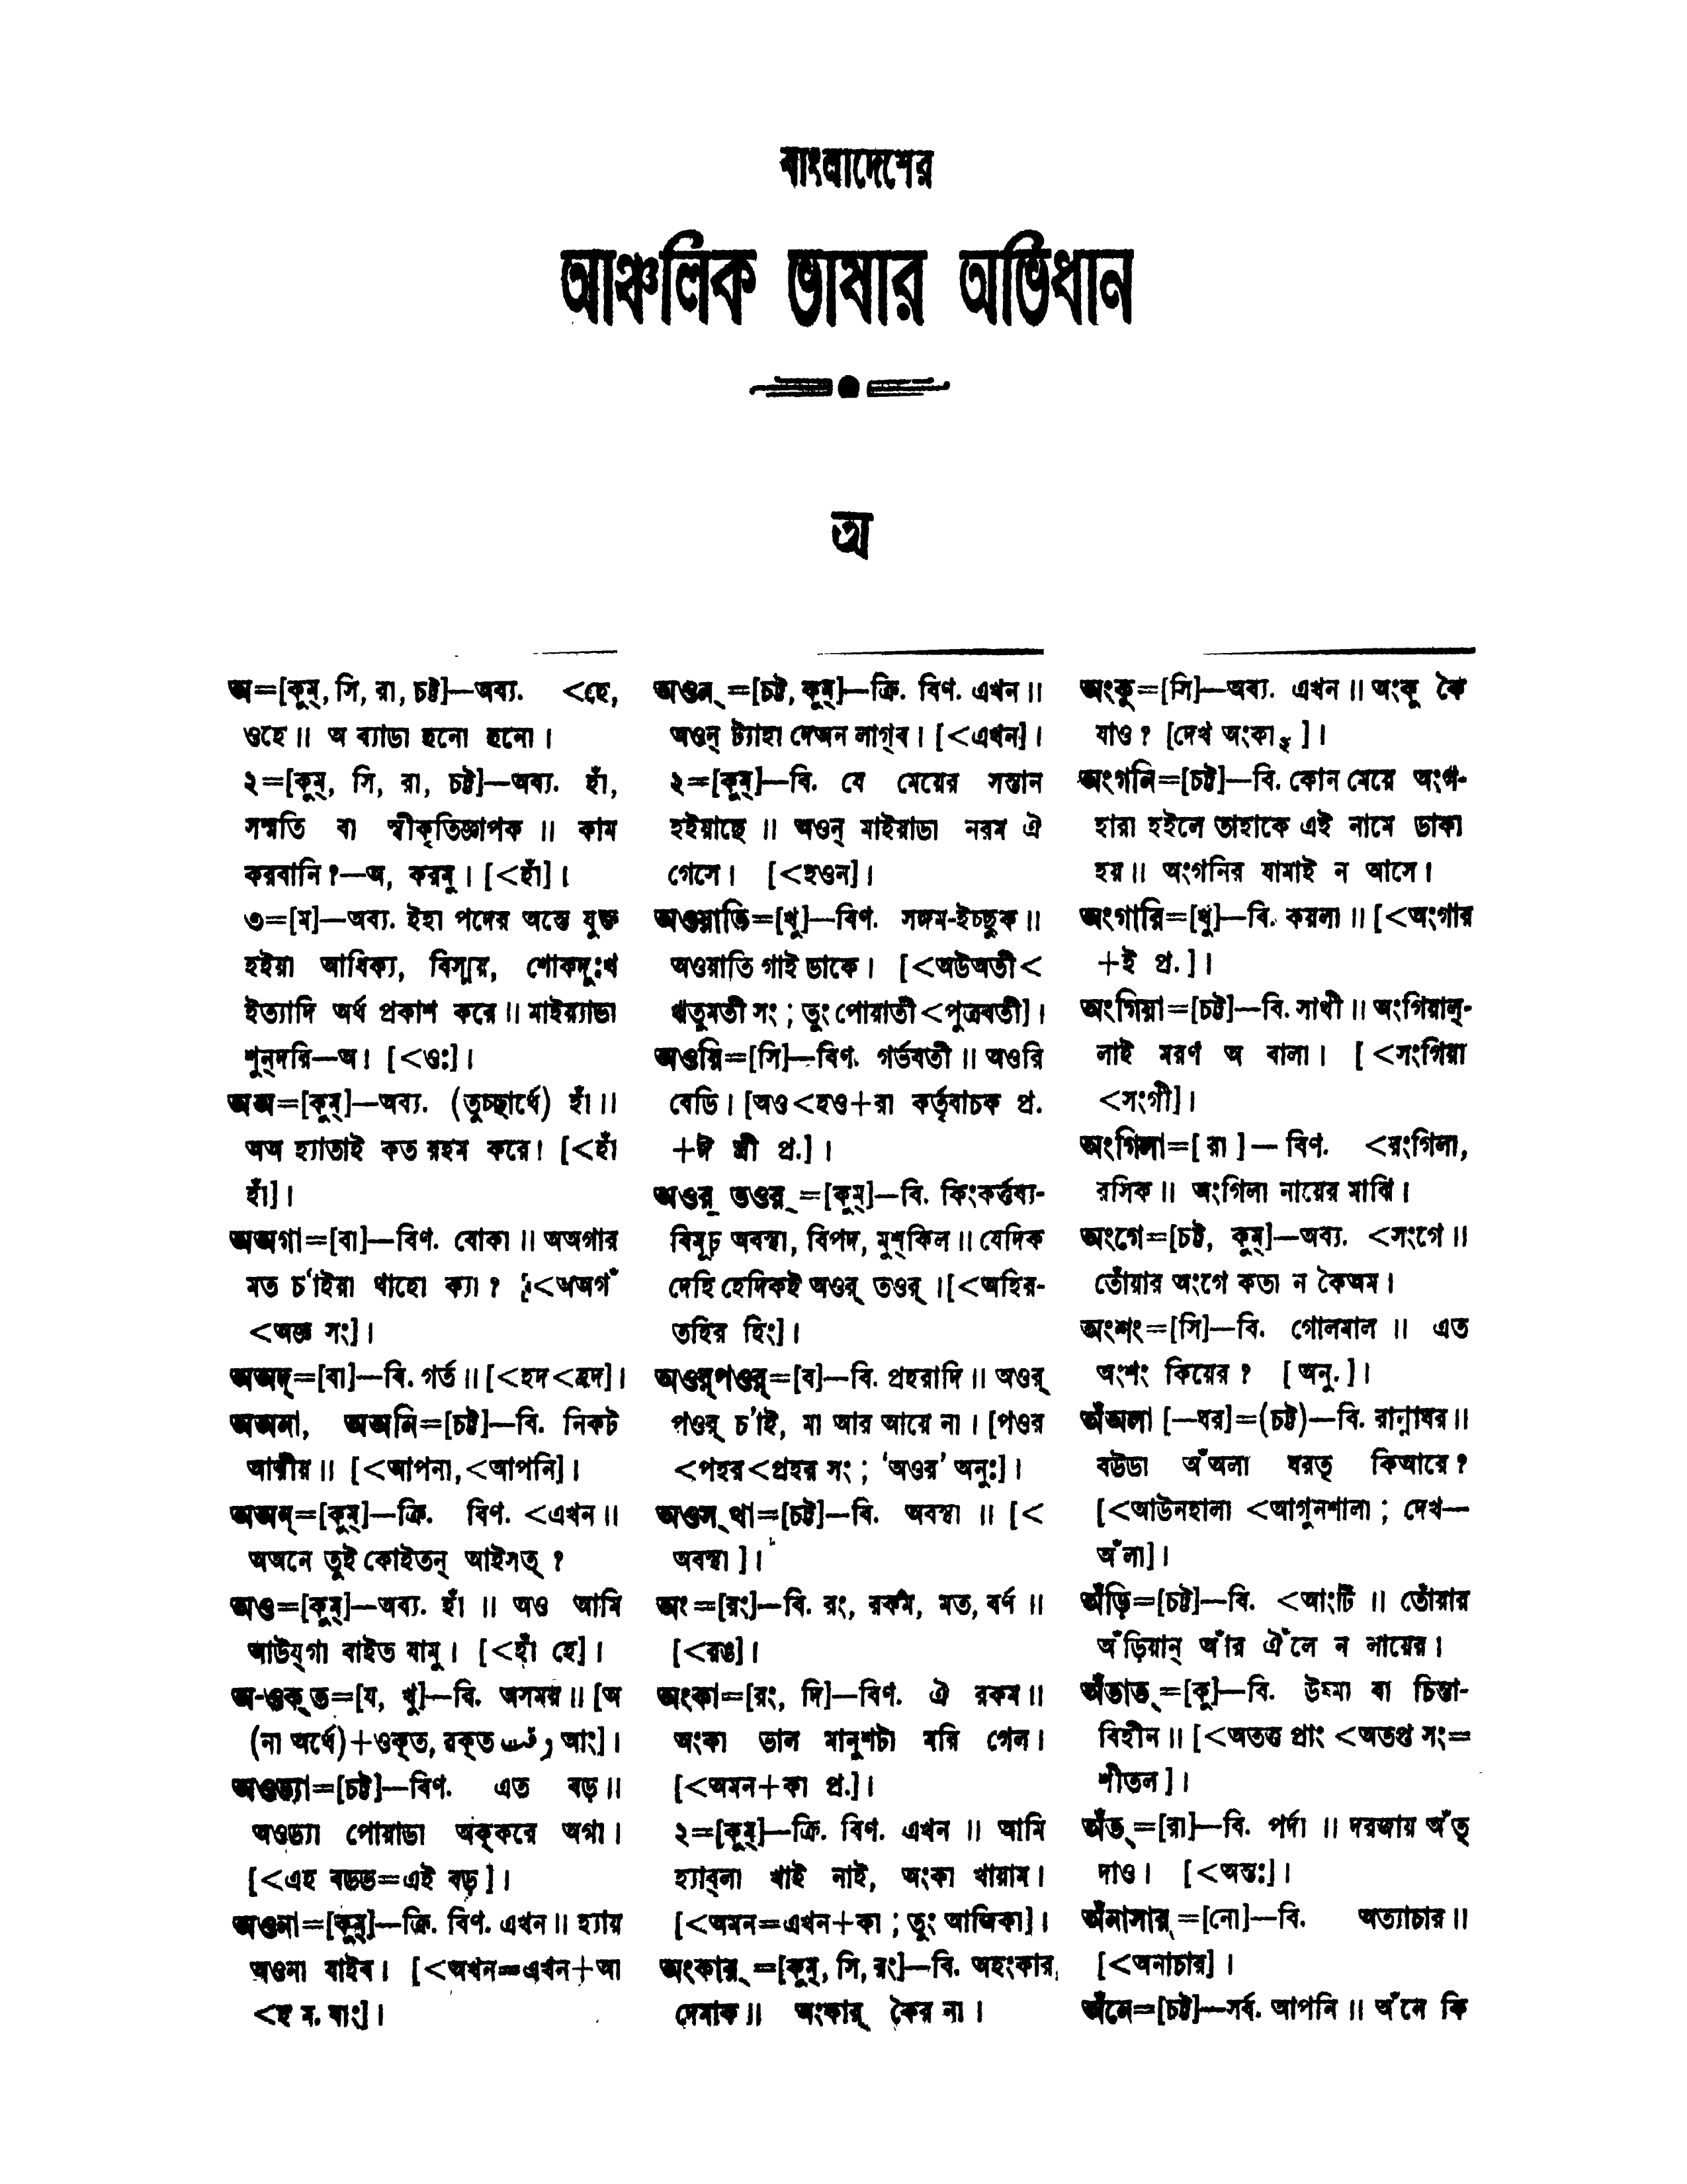 বাংলাদেশের
আঞ্চলিক ভাষার অভিধান
অ
অ=[কুম্, সি, রা, চট্ট]—অব্য. <হে,
ওহে॥ অ ব্যাডা হুনো হুনো।
২=[কুম্, সি, রা, চট্ট]—অব্য. হাঁ,
সম্মতি বা স্বীকৃতিজ্ঞাপক॥ কাম
করবানি?—অ, করমু। [<হাঁ]।
৩=[ম]—অব্য. ইহা পদের অন্তে যুক্ত
হইয়া আধিক্য, বিস্ময়, শোকদুঃখ
ইত্যাদি অর্থ প্রকাশ করে॥ মাইয়্যাডা
শুন্‌দরি—অ! [<ওঃ]।
অঅ=[কুম্]—অব্য. (তুচ্ছার্থে) হাঁ॥
অঅ হ্যাতাই কত রহম করে! [<হাঁ
হাঁ]।
অঅগা=[বা]—বিণ. বোকা॥ অঅগার
মত চ'াইয়া থাহো ক্যা? [<অঅগঁ
<অজ্ঞ সং]।
অঅদ্=[বা]—বি. গর্ত॥ [<হদ<হ্রদ]।
অঅনা, অঅনি=[চট্ট]—বি. নিকট
আত্মীয়॥ [<আপনা,<আপনি]।
অঅন্=[কুম্]—ক্রি. বিণ. <এখন॥
অঅনে তুই কোইতন্ আইসত্?
অও=[কুম্]—অব্য. হাঁ॥ অও আমি
আউয্‌গা বাইত যামু। [<হাঁ হে]।
অ-ওক্‌ত=[য, খু]—বি. অসময়॥ [অ
(না অর্থে)+ওক্‌ত, রক্‌ত وقت আং]।
অওড্যা=[চট্ট]—বিণ. এত বড়॥
অওড্যা পোয়াডা অক্‌করে অগা।
[<এহ বডড=এই বড়]।
অওনা=[কুম্]—ক্রি. বিণ. এখন॥ হ্যায়
অওনা যাইব। [<অখন=এখন+আ
<হ ম. বাং]।
অওন্=[চট্ট, কুম্]—ক্রি. বিণ. এখন॥
অওন্ ট্যাহা দেঅন লাগ্‌ব। [<এখন]।
২=[কুম্]—বি. যে মেয়ের সন্তান
হইয়াছে॥ অওন্ মাইয়াডা নরম ঐ
গেসে। [<হওন]।
অওয়াতি=[খু]—বিণ. সঙ্গম-ইচ্ছুক॥
অওয়াতি গাই ডাকে। [<অউঅতী<
ঋতুমতী সং; তুং পোয়াতী<পুত্রবতী]।
অওরি=[সি]—বিণ. গর্ভবতী॥ অওরি
বেডি। [অও<হও+রা কর্তৃবাচক প্র.
+ঈ স্ত্রী প্র.]।
অওর্ তওর্=[কুম্]—বি. কিংকর্ত্তব্য-
বিমূঢ় অবস্থা, বিপদ, মুশ্‌কিল॥ যেদিক
দেহি হেদিকই অওর্ তওর্।[<অহির-
তহির হিং]।
অওর্‌পওর্=[ব]—বি. প্রহরাদি॥ অওর্
পওর্ চ'াই, মা আর আয়ে না। [পওর
<পহর<প্রহর সং; 'অওর' অনুঃ]।
অওস্ থা=[চট্ট]—বি. অবস্থা॥ [<
অবস্থা]।
অং=[রং]—বি. রং, রকম, মত, বর্ণ॥
[<রঙ]।
অংকা=[রং, দি]—বিণ. ঐ রকম॥
অংকা ভাল মানুশটা মরি গেল।
[<অমন+কা প্র.]।
২=[কুম্]—ক্রি. বিণ. এখন॥ আমি
হ্যাব্‌লা খাই নাই, অংকা খায়াম।
[<অমন=এখন+কা; তুং আজিকা]।
অংকার্=[কুম্, সি, রং]—বি. অহংকার,
দেমাক॥ অংকার্ কৈর না।
অংকু=[সি]—অব্য. এখন॥ অংকু কৈ
যাও? [দেখ অংকা২]।
অংগনি=[চট্ট]—বি. কোন মেয়ে অংগ-
হারা হইলে তাহাকে এই নামে ডাকা
হয়॥ অংগনির যামাই ন আসে।
অংগারি=[খু]—বি. কয়লা॥ [<অংগার
+ই প্র.]।
অংগিয়া=[চট্ট]—বি. সাথী॥ অংগিয়াল্-
লাই মরণ অ বালা। [<সংগিয়া
<সংগী]।
অংগিলা=[রা]—বিণ. <রংগিলা,
রসিক॥ অংগিলা নায়ের মাঝি।
অংগে=[চট্ট, কুম্]—অব্য. <সংগে॥
তোঁয়ার অংগে কতা ন কৈঅম।
অংশং=[সি]—বি. গোলমাল॥ এত
অংশং কিয়ের? [অনু.]।
অঁঅলা [—ঘর]=(চট্ট)—বি. রান্নাঘর॥
বউডা অঁঅলা ঘরত্ কিআরে?
[<আউনহালা <আগুনশালা; দেখ—
অঁলা]।
অঁড়ি=[চট্ট]—বি. <আংটি॥ তোঁয়ার
অঁড়িয়ান্ আঁর ঐঁলে ন লায়ের।
অঁতাত্=[কু]—বি. উষ্মা বা চিন্তা-
বিহীন॥ [<অতত্ত প্রাং <অতপ্ত সং=
শীতল]।
অঁত্=[রা]—বি. পর্দা॥ দরজায় অঁত্
দাও। [<অন্তঃ]।
অঁনাসার্=[নো]—বি. অত্যাচার॥
[<অনাচার]।
অঁনে=[চট্ট]—সর্ব. আপনি॥ অঁনে কি